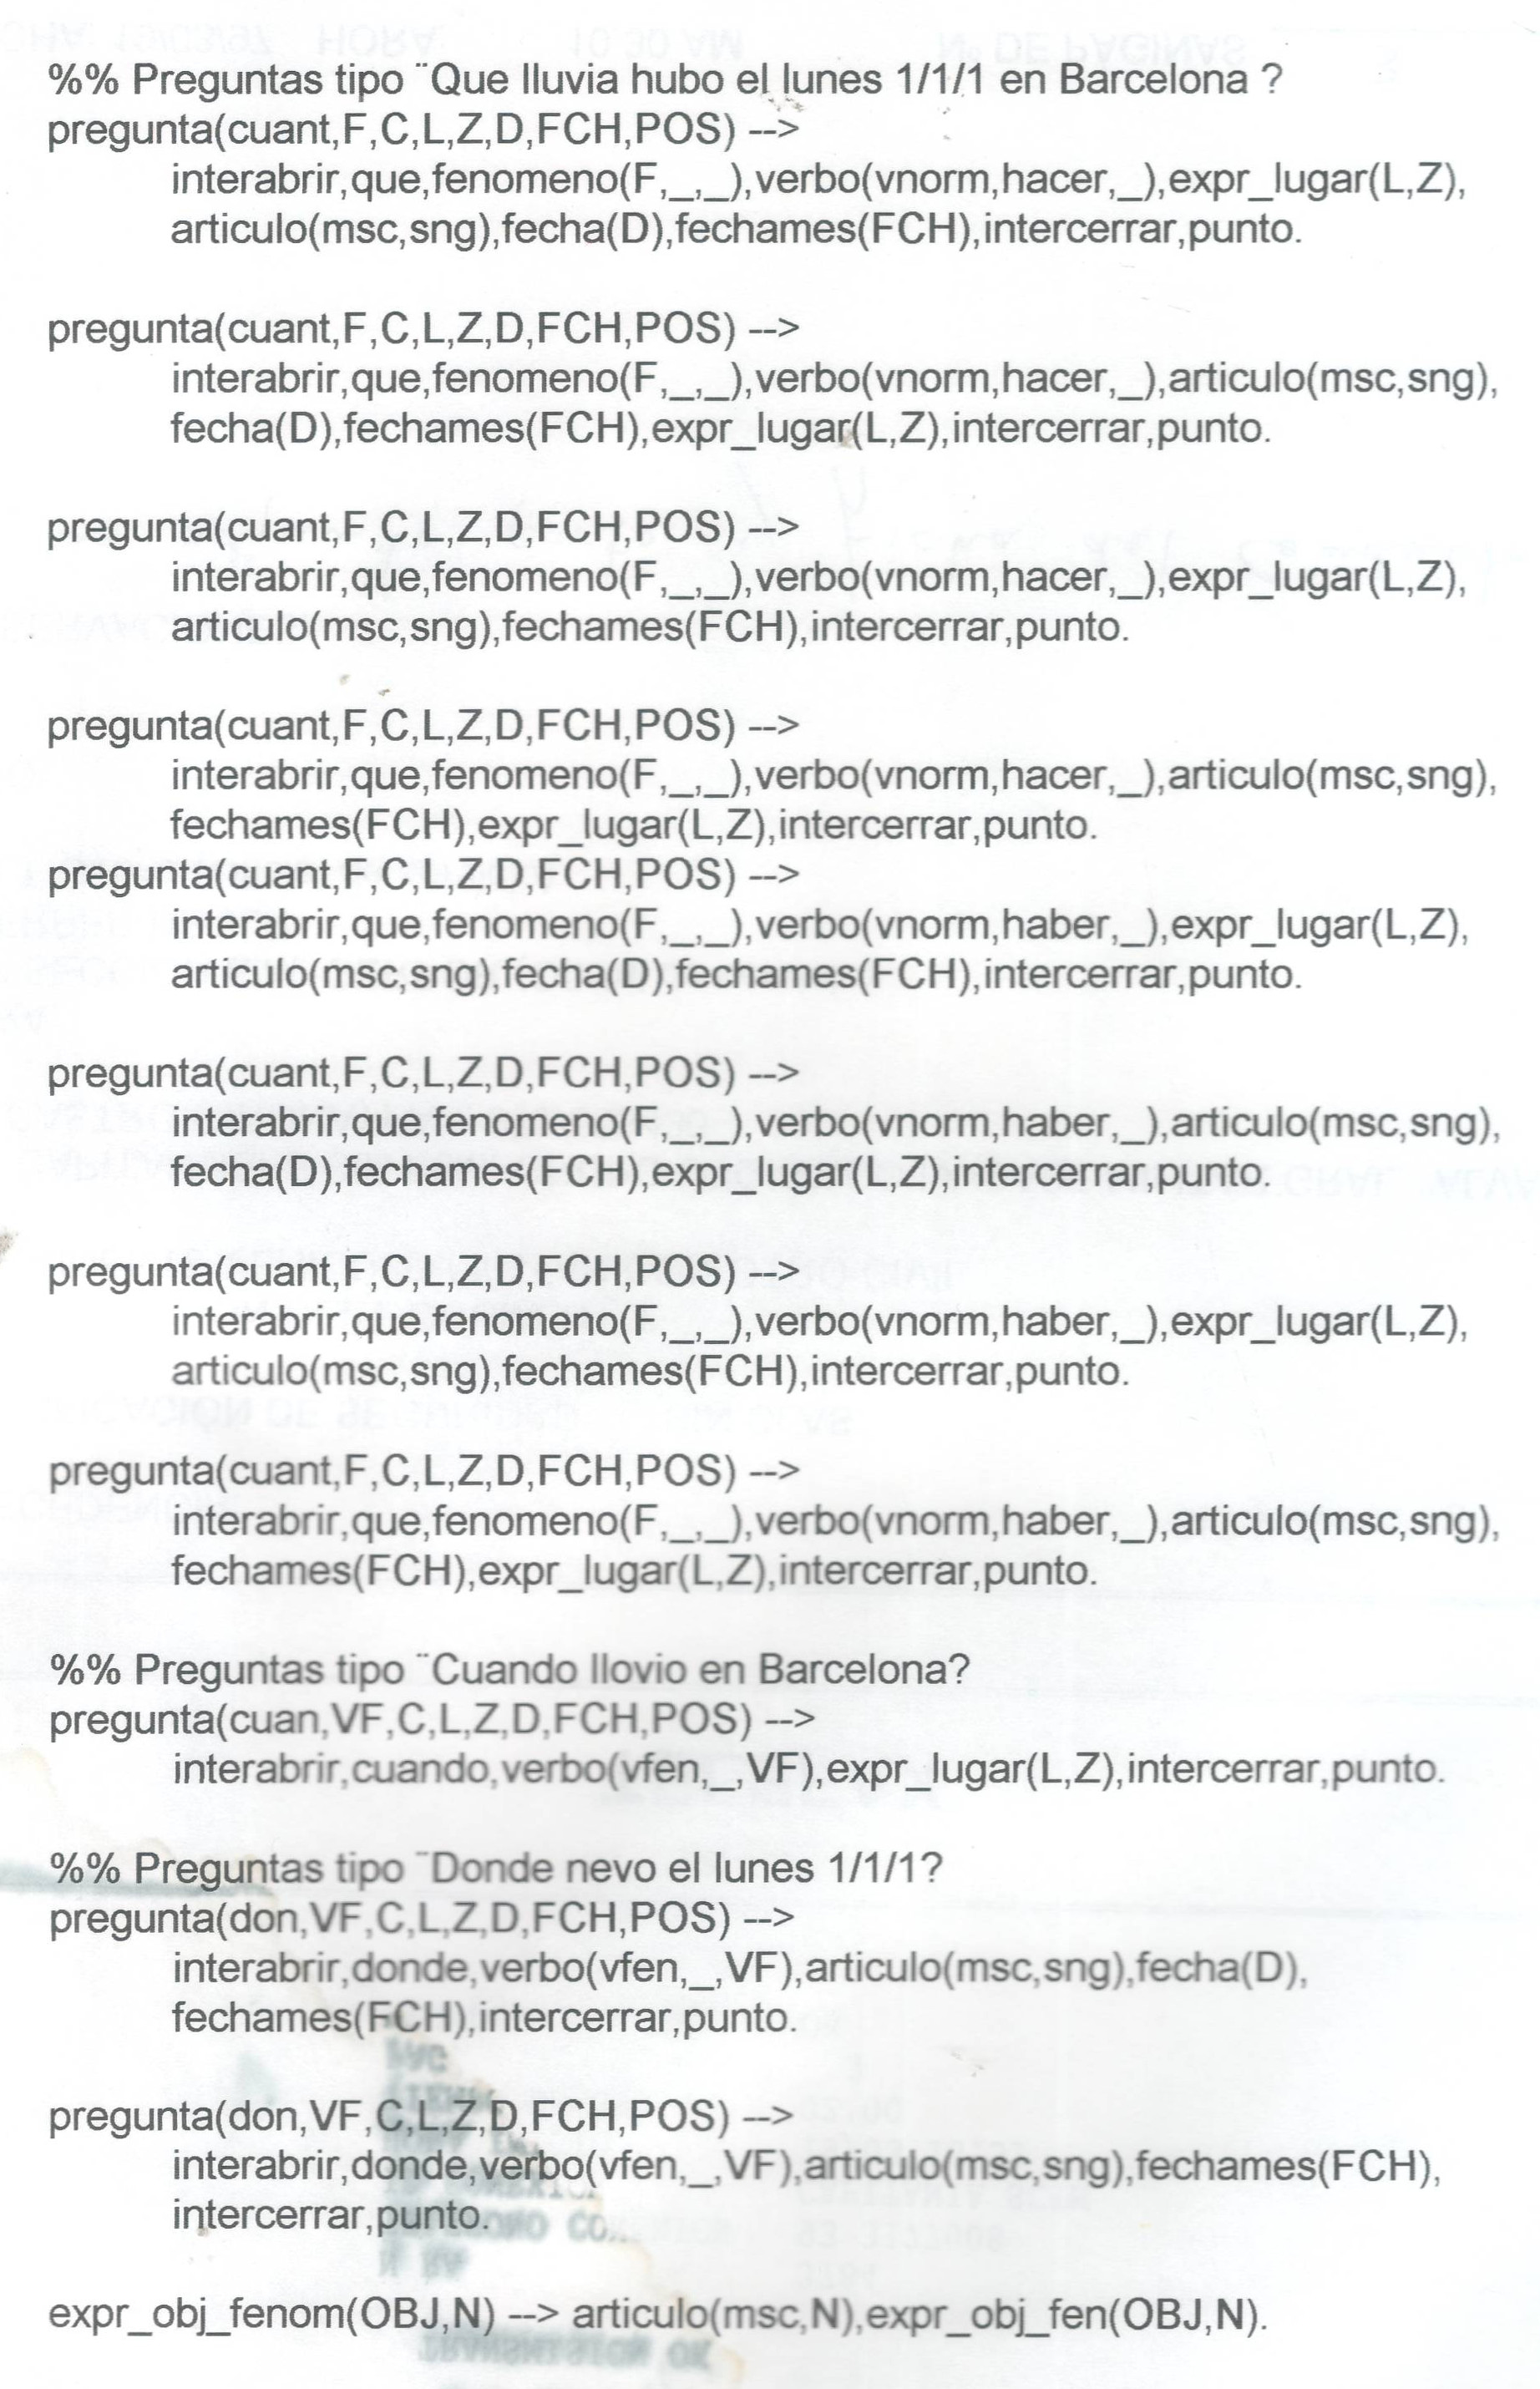 %% Preguntas tipo ¨Que lluvia hubo el lunes 1/1/1 en Barcelona ?
pregunta(cuant,F,C,L,Z,D,FCH,POS) -->
interabrir,que,fenomeno(F,_,_),verbo(vnorm,hacer,_),expr_lugar(L,Z),
articulo(msc,sng),fecha(D),fechames(FCH),intercerrar,punto.
pregunta(cuant,F,C,L,Z,D,FCH,POS) -->
interabrir,que,fenomeno(F,_,_),verbo(vnorm,hacer,_),articulo(msc,sng),
fecha(D),fechames(FCH),expr_lugar(L,Z),intercerrar,punto.
pregunta(cuant,F,C,L,Z,D,FCH,POS) -->
interabrir,que,fenomeno(F,_,_),verbo(vnorm,hacer,_),expr_lugar(L,Z),
articulo(msc,sng),fechames(FCH),intercerrar,punto.
pregunta(cuant,F,C,L,Z,D,FCH,POS) -->
interabrir,que,fenomeno(F,_,_),verbo(vnorm,hacer,_),articulo(msc,sng),
fechames(FCH),expr_lugar(L,Z),intercerrar,punto.
pregunta(cuant,F,C,L,Z,D,FCH,POS) -->
interabrir,que,fenomeno(F,_,_),verbo(vnorm,haber,_),expr_lugar(L,Z),
articulo(msc,sng),fecha(D),fechames(FCH),intercerrar,punto.
pregunta(cuant,F,C,L,Z,D,FCH,POS) -->
interabrir,que,fenomeno(F,_,_),verbo(vnorm,haber,_),articulo(msc,sng),
fecha(D),fechames(FCH),expr_lugar(L,Z),intercerrar,punto.
pregunta(cuant,F,C,L,Z,D,FCH,POS) -->
interabrir,que,fenomeno(F,_,_),verbo(vnorm,haber,_),expr_lugar(L,Z),
articulo(msc,sng),fechames(FCH),intercerrar,punto.
pregunta(cuant,F,C,L,Z,D,FCH,POS) -->
interabrir,que,fenomeno(F,_,_),verbo(vnorm,haber,_),articulo(msc,sng),
fechames(FCH),expr_lugar(L,Z),intercerrar,punto.
%% Preguntas tipo ¨Cuando llovio en Barcelona?
pregunta(cuan,VF,C,L,Z,D,FCH,POS) -->
interabrir,cuando,verbo(vfen,_,VF),expr_lugar(L,Z),intercerrar,punto.
%% Preguntas tipo ¨Donde nevo el lunes 1/1/1?
pregunta(don,VF,C,L,Z,D,FCH,POS) -->
interabrir,donde,verbo(vfen,_,VF),articulo(msc,sng),fecha(D),
fechames(FCH),intercerrar,punto.
pregunta(don,VF,C,L,Z,D,FCH,POS) -->
interabrir,donde,verbo(vfen,_,VF),articulo(msc,sng),fechames(FCH),
intercerrar,punto.
expr_obj_fenom(OBJ,N) --> articulo(msc,N),expr_obj_fen(OBJ,N).